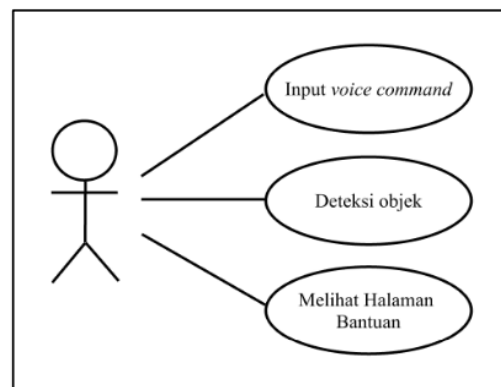 Input voice command
Deteksi objek
Melihat Halaman
Bantuan